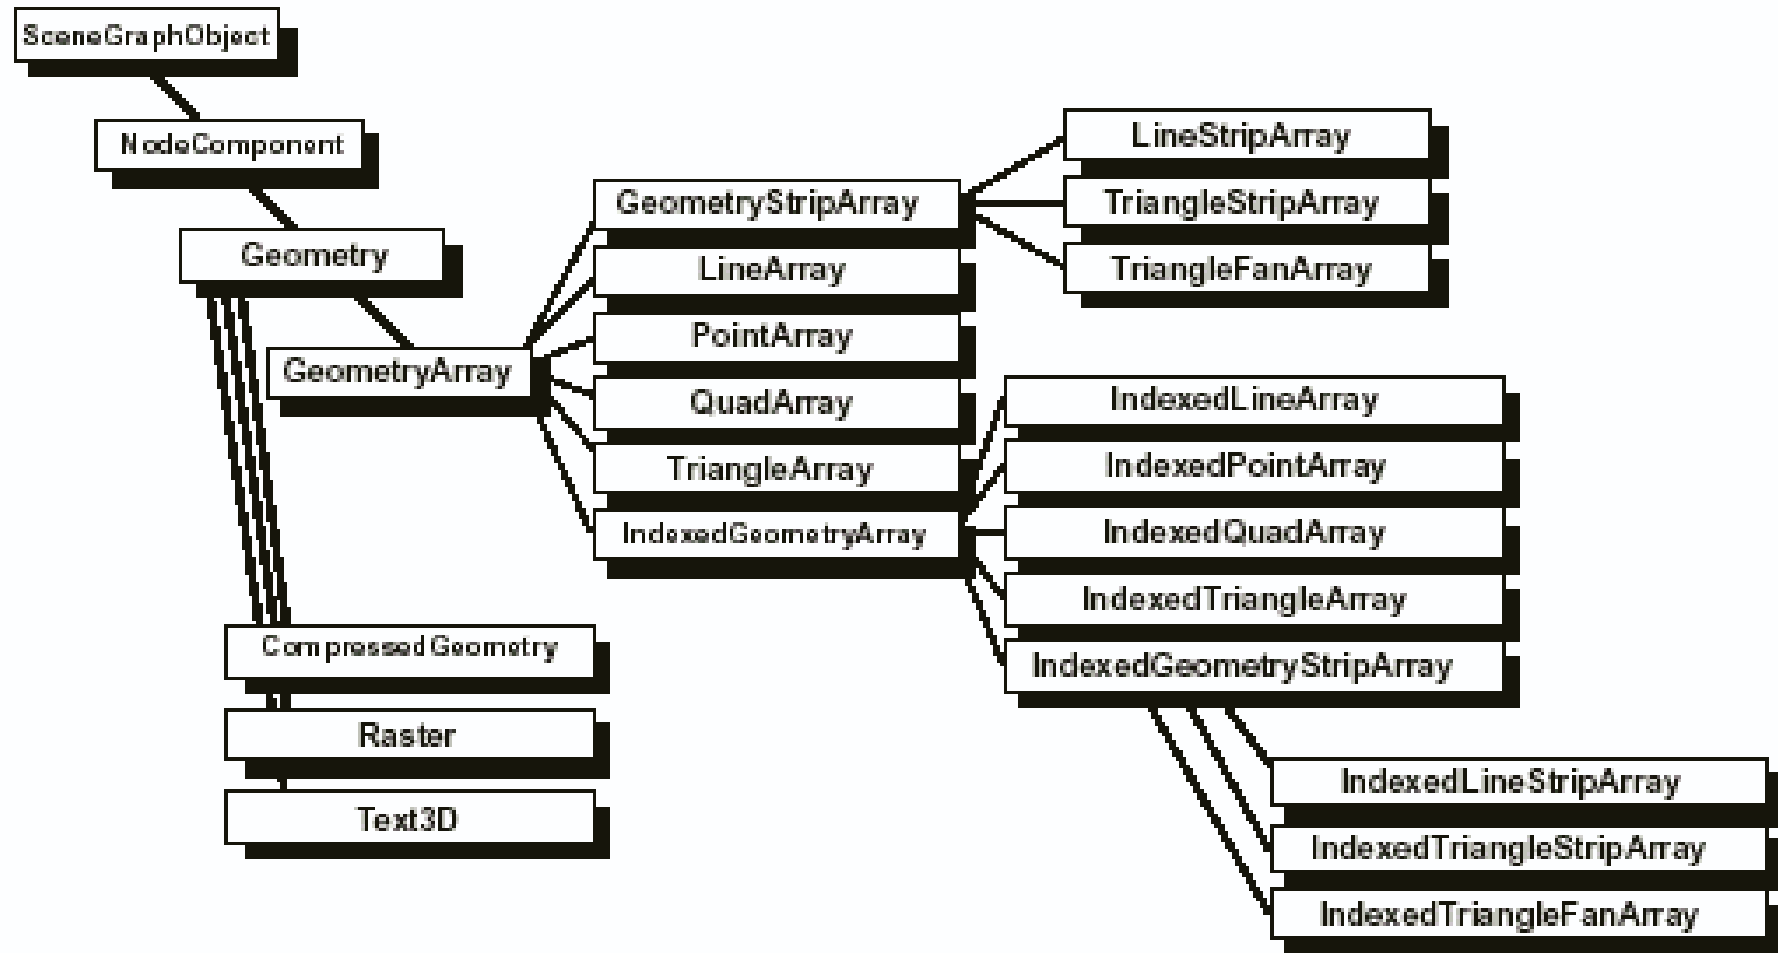 SceneGraphObject
NodeComponent
Geometry
GeometryArray
CompressedGeometry
Raster
Text3D
GeometryStripArray
LineArray
PointArray
QuadArray
TriangleArray
IndexedGeometryArray
LineStripArray
TriangleStripArray
TriangleFanArray
IndexedLineArray
IndexedPointArray
IndexedQuadArray
IndexedTriangleArray
IndexedGeometryStripArray
IndexedLineStripArray
IndexedTriangleStripArray
IndexedTriangleFanArray